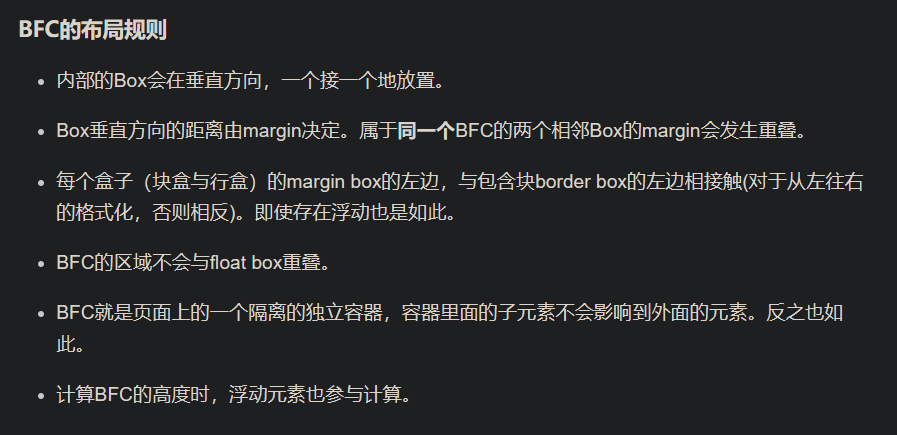 BFC的布局规则
内部的Box会在垂直方向，一个接一个地放置。
Box垂直方向的距离由margin决定。属于同一个BFC的两个相邻Box的margin会发生重叠。
每个盒子（块盒与行盒）的margin box的左边，与包含块border box的左边相接触(对于从左往右
的格式化，否则相反)。即使存在浮动也是如此。
BFC的区域不会与float box重叠。
BFC就是页面上的一个隔离的独立容器，容器里面的子元素不会影响到外面的元素。反之也如
此。
计算BFC的高度时，浮动元素也参与计算。